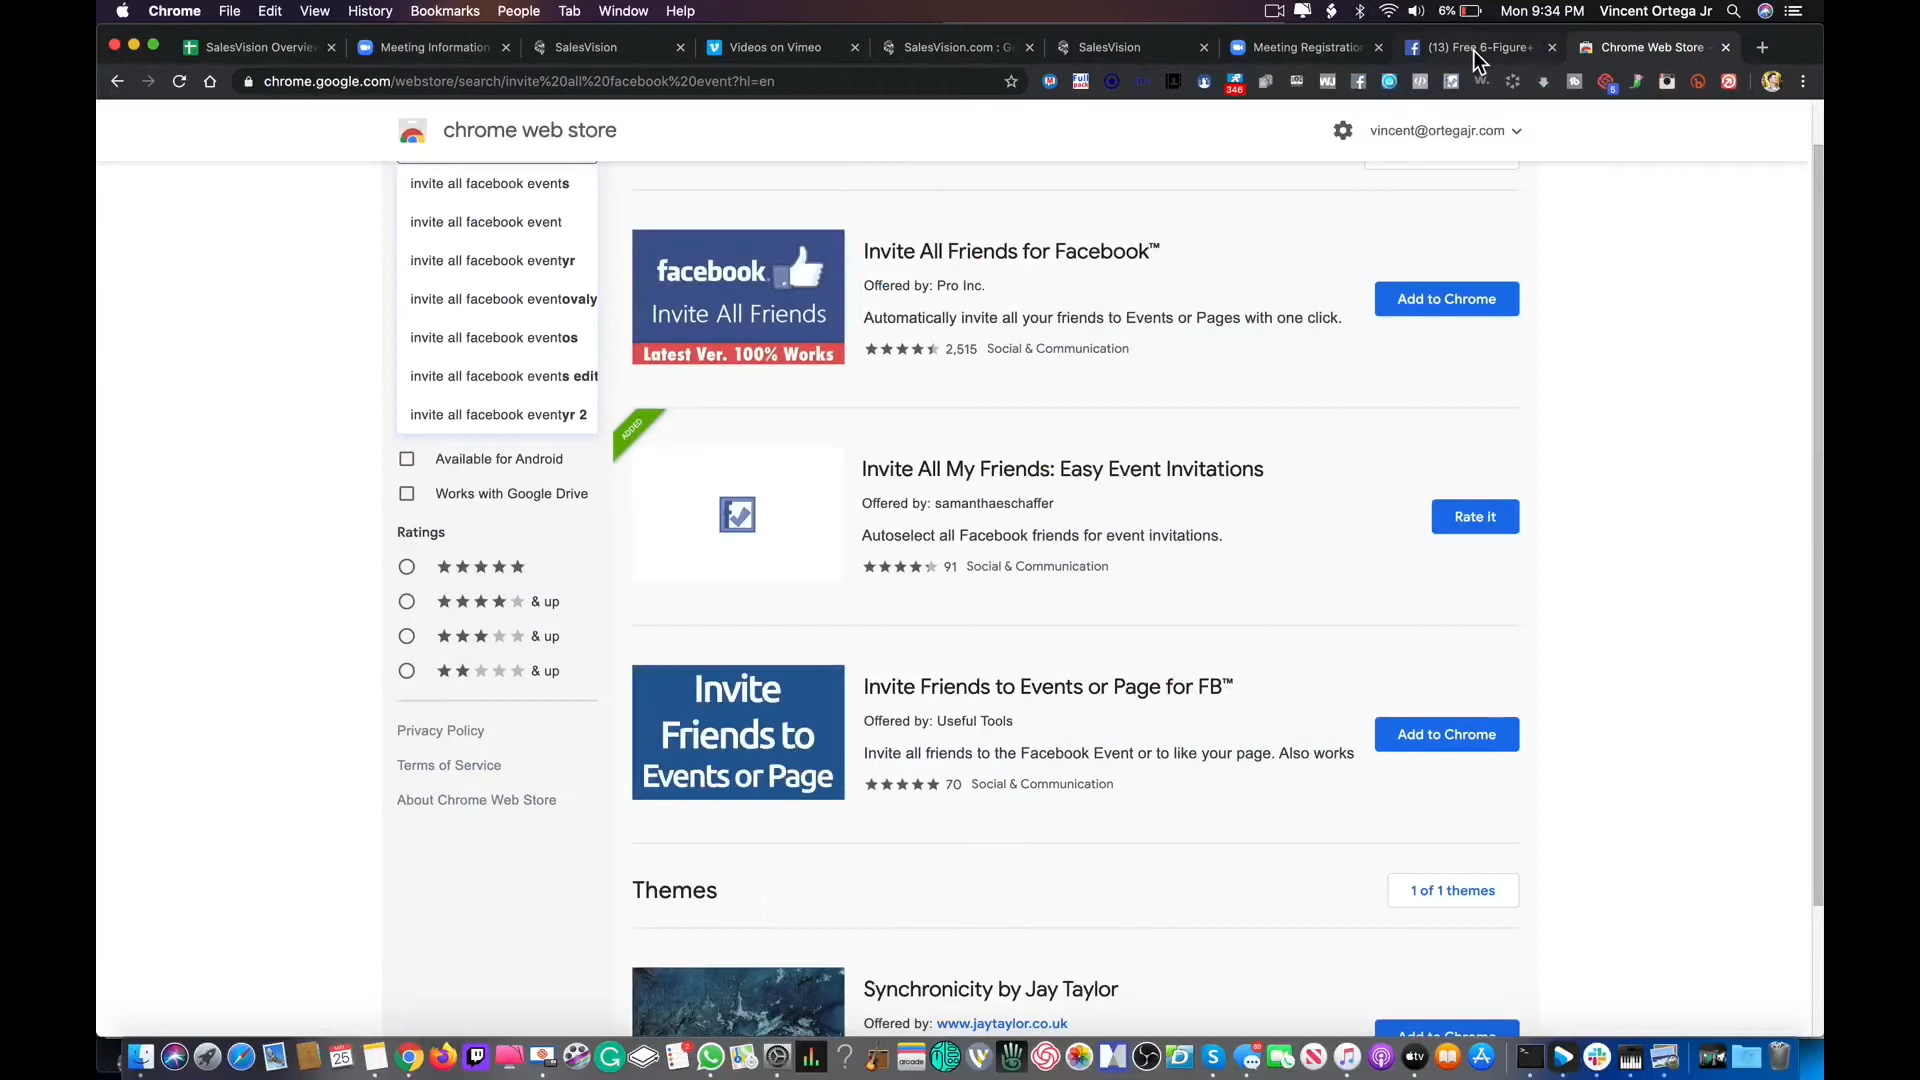 Chrome File Edit View History Bookmarks People Tab Window Help 6% Mon 9:34 PM Vincent Ortega Jr
SalesVision Overview Meeting Information SalesVision Videos on Vimeo SalesVision.com : G SalesVision Meeting Registration (13) Free 6-Figure+ Chrome Web Store -
chrome.google.com/webstore/search/invite%20all%20facebook%20event?hl=en
Full pack
346
5
chrome web store
vincent@ortegajr.com
invite all facebook events
invite all facebook event
invite all facebook eventyr
invite all facebook eventovaly
invite all facebook eventos
invite all facebook events edit
invite all facebook eventyr 2
Available for Android
Works with Google Drive
Ratings
& up
& up
& up
Privacy Policy
Terms of Service
About Chrome Web Store
facebook
Invite All Friends
Latest Ver. 100% Works
Invite All Friends for Facebook™
Offered by: Pro Inc.
Automatically invite all your friends to Events or Pages with one click.
2,515 Social & Communication
Add to Chrome
ADDED
Invite All My Friends: Easy Event Invitations
Offered by: samanthaeschaffer
Autoselect all Facebook friends for event invitations.
91 Social & Communication
Rate it
Invite
Friends to
Events or Page
Invite Friends to Events or Page for FB™
Offered by: Useful Tools
Invite all friends to the Facebook Event or to like your page. Also works
70 Social & Communication
Add to Chrome
Themes
1 of 1 themes
Synchronicity by Jay Taylor
Offered by: www.jaytaylor.co.uk
Add to Chrome